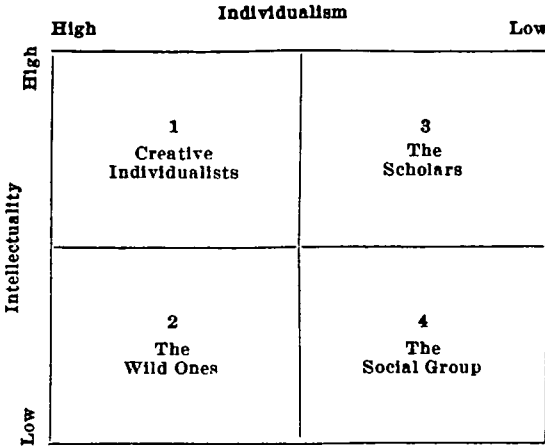 Individualism
High Low
High
1
Creative
Individualists
3
The
Scholars
Intellectuality
2
The
Wild Ones
4
The
Social Group
Low